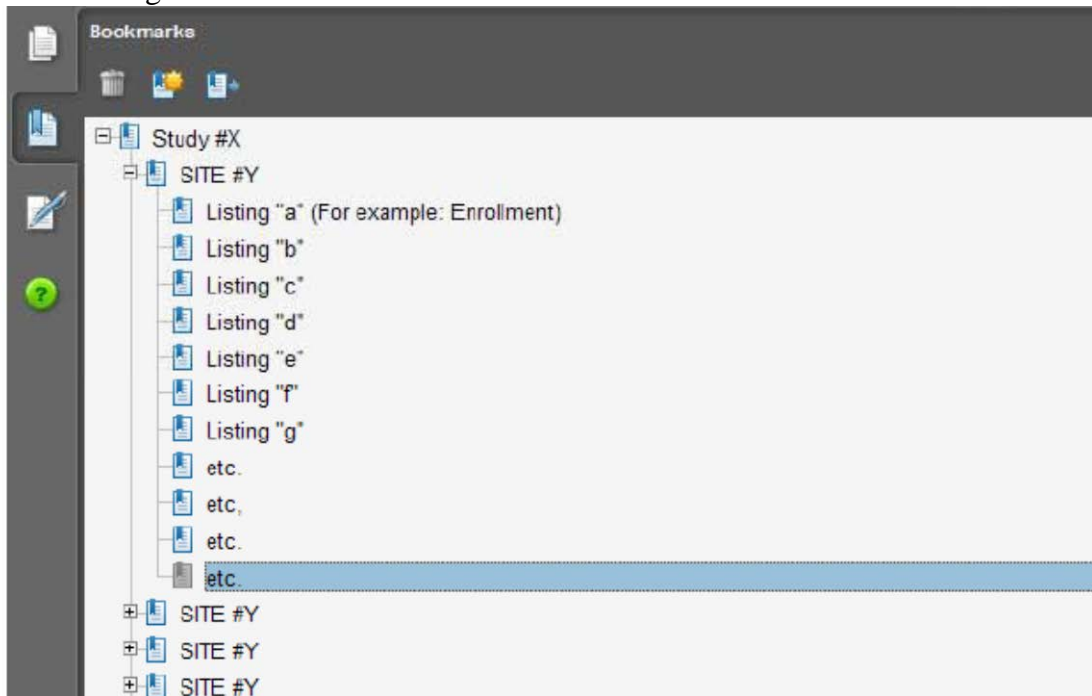 Bookmarks
Study #X
SITE #Y
Listing "a" (For example: Enrollment)
Listing "b"
Listing "c"
Listing "d"
Listing "e"
Listing "f"
Listing "g"
etc.
etc,
etc.
etc.
SITE #Y
SITE #Y
SITE #Y